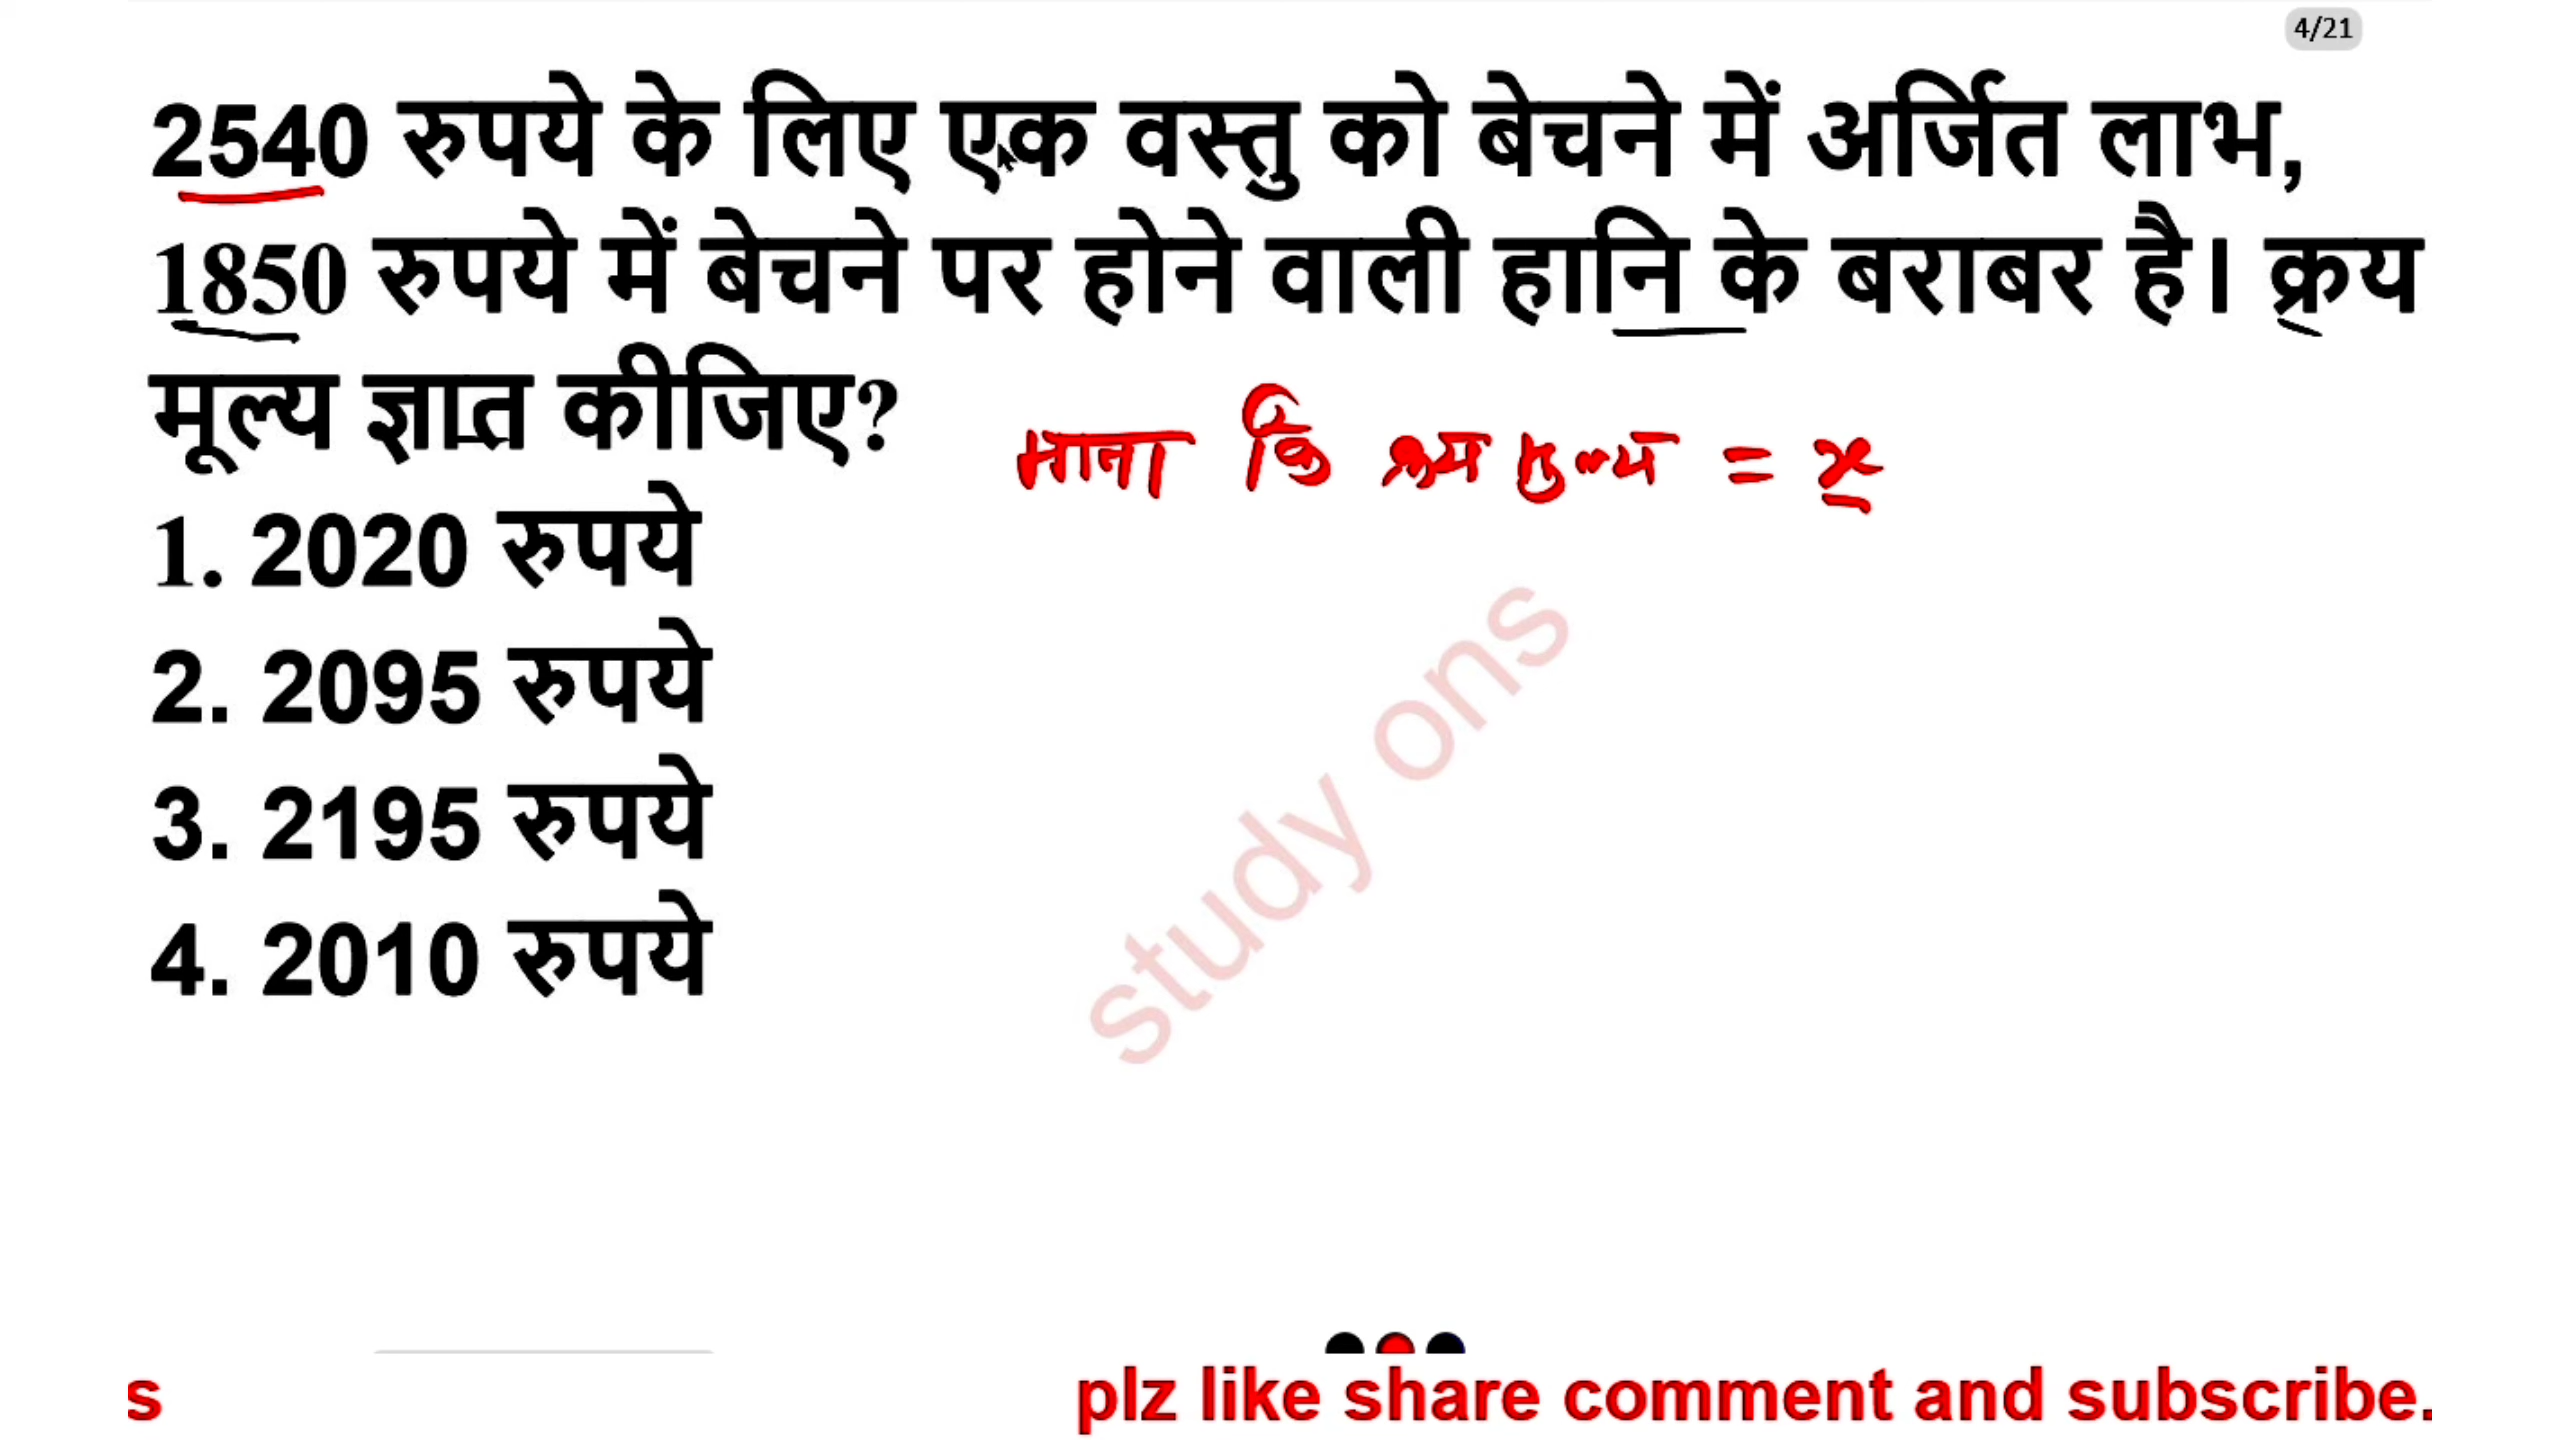 4/21
2540 रुपये के लिए एक वस्तु को बेचने में अर्जित लाभ,
1850 रुपये में बेचने पर होने वाली हानि के बराबर है। क्रय
मूल्य ज्ञात कीजिए?
माना कि क्रय मुल्य = x
1. 2020 रुपये
2. 2095 रुपये
3. 2195 रुपये
4. 2010 रुपये
study ons
s plz like share comment and subscribe.